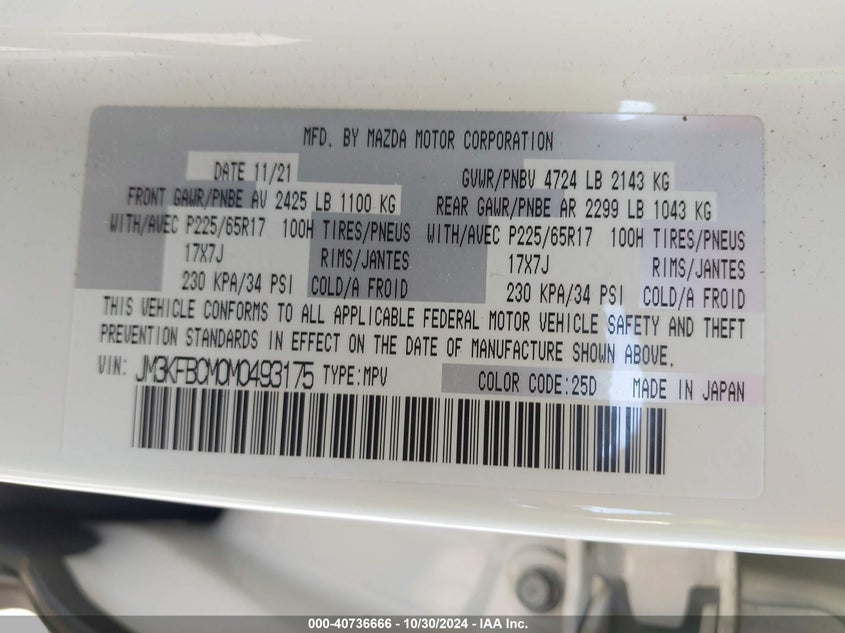 MFD. BY MAZDA MOTOR CORPORATION
DATE 11/21 GVWR/PNBV 4724 LB 2143 KG
FRONT GAWR/PNBE AV 2425 LB 1100 KG REAR GAWR/PNBE AR 2299 LB 1043 KG
WITH/AVEC P225/65R17 100H TIRES/PNEUS WITH/AVEC P225/65R17 100H TIRES/PNEUS
17X7J RIMS/JANTES 17X7J RIMS/JANTES
230 KPA/34 PSI COLD/A FROID 230 KPA/34 PSI COLD/A FROID
THIS VEHICLE CONFORMS TO ALL APPLICABLE FEDERAL MOTOR VEHICLE SAFETY AND THEFT
PREVENTION STANDARDS IN EFFECT ON THE DATE OF MANUFACTURE SHOWN ABOVE.
VIN: JM3KFBCM0M0493175 TYPE:MPV COLOR CODE:25D MADE IN JAPAN
000-40736666 - 10/30/2024 - IAA Inc.